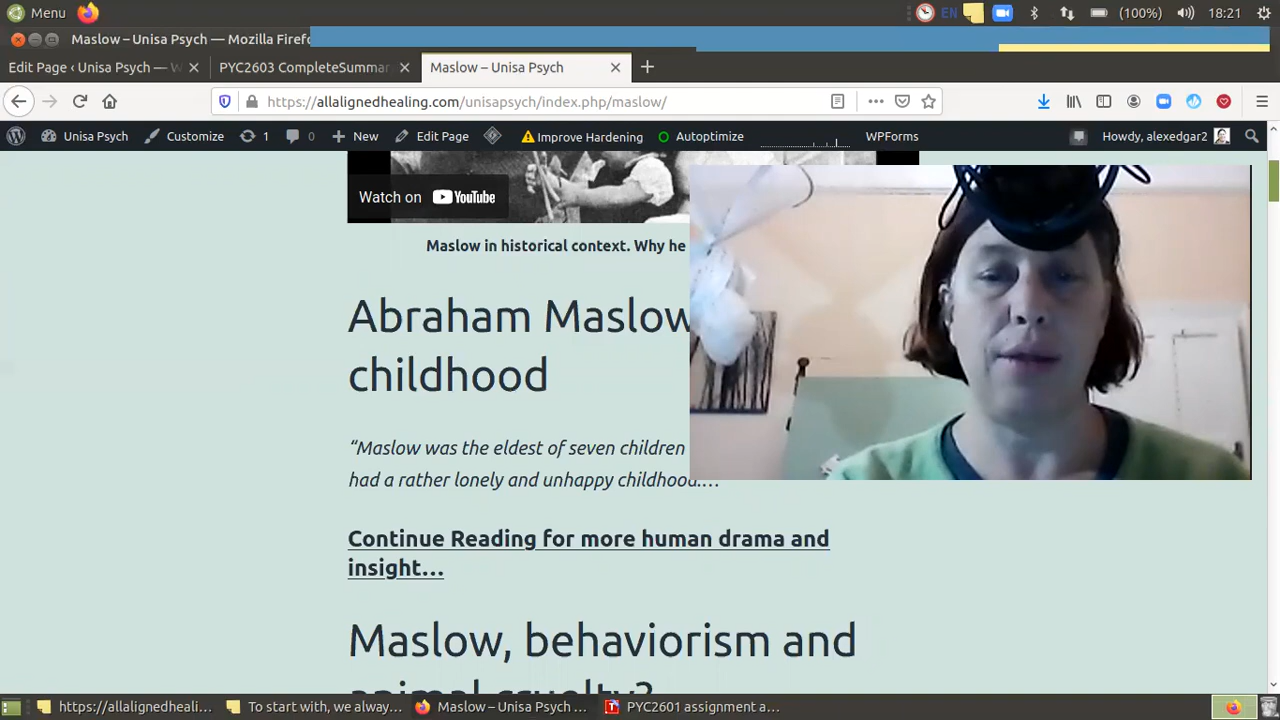 Menu
EN
(100%)
18:21
Maslow – Unisa Psych — Mozilla Firefo
Edit Page ‹ Unisa Psych — W
PYC2603 CompleteSummar
Maslow – Unisa Psych
https://allalignedhealing.com/unisapsych/index.php/maslow/
Unisa Psych
Customize
1
0
New
Edit Page
Improve Hardening
Autoptimize
WPForms
Howdy, alexedgar2
Watch on YouTube
Maslow in historical context. Why he
Abraham Maslow
childhood
“Maslow was the eldest of seven children
had a rather lonely and unhappy childhood.…
Continue Reading for more human drama and
insight…
Maslow, behaviorism and
animal cruelty?
https://allalignedheali...
To start with, we alway...
Maslow – Unisa Psych ...
PYC2601 assignment a...